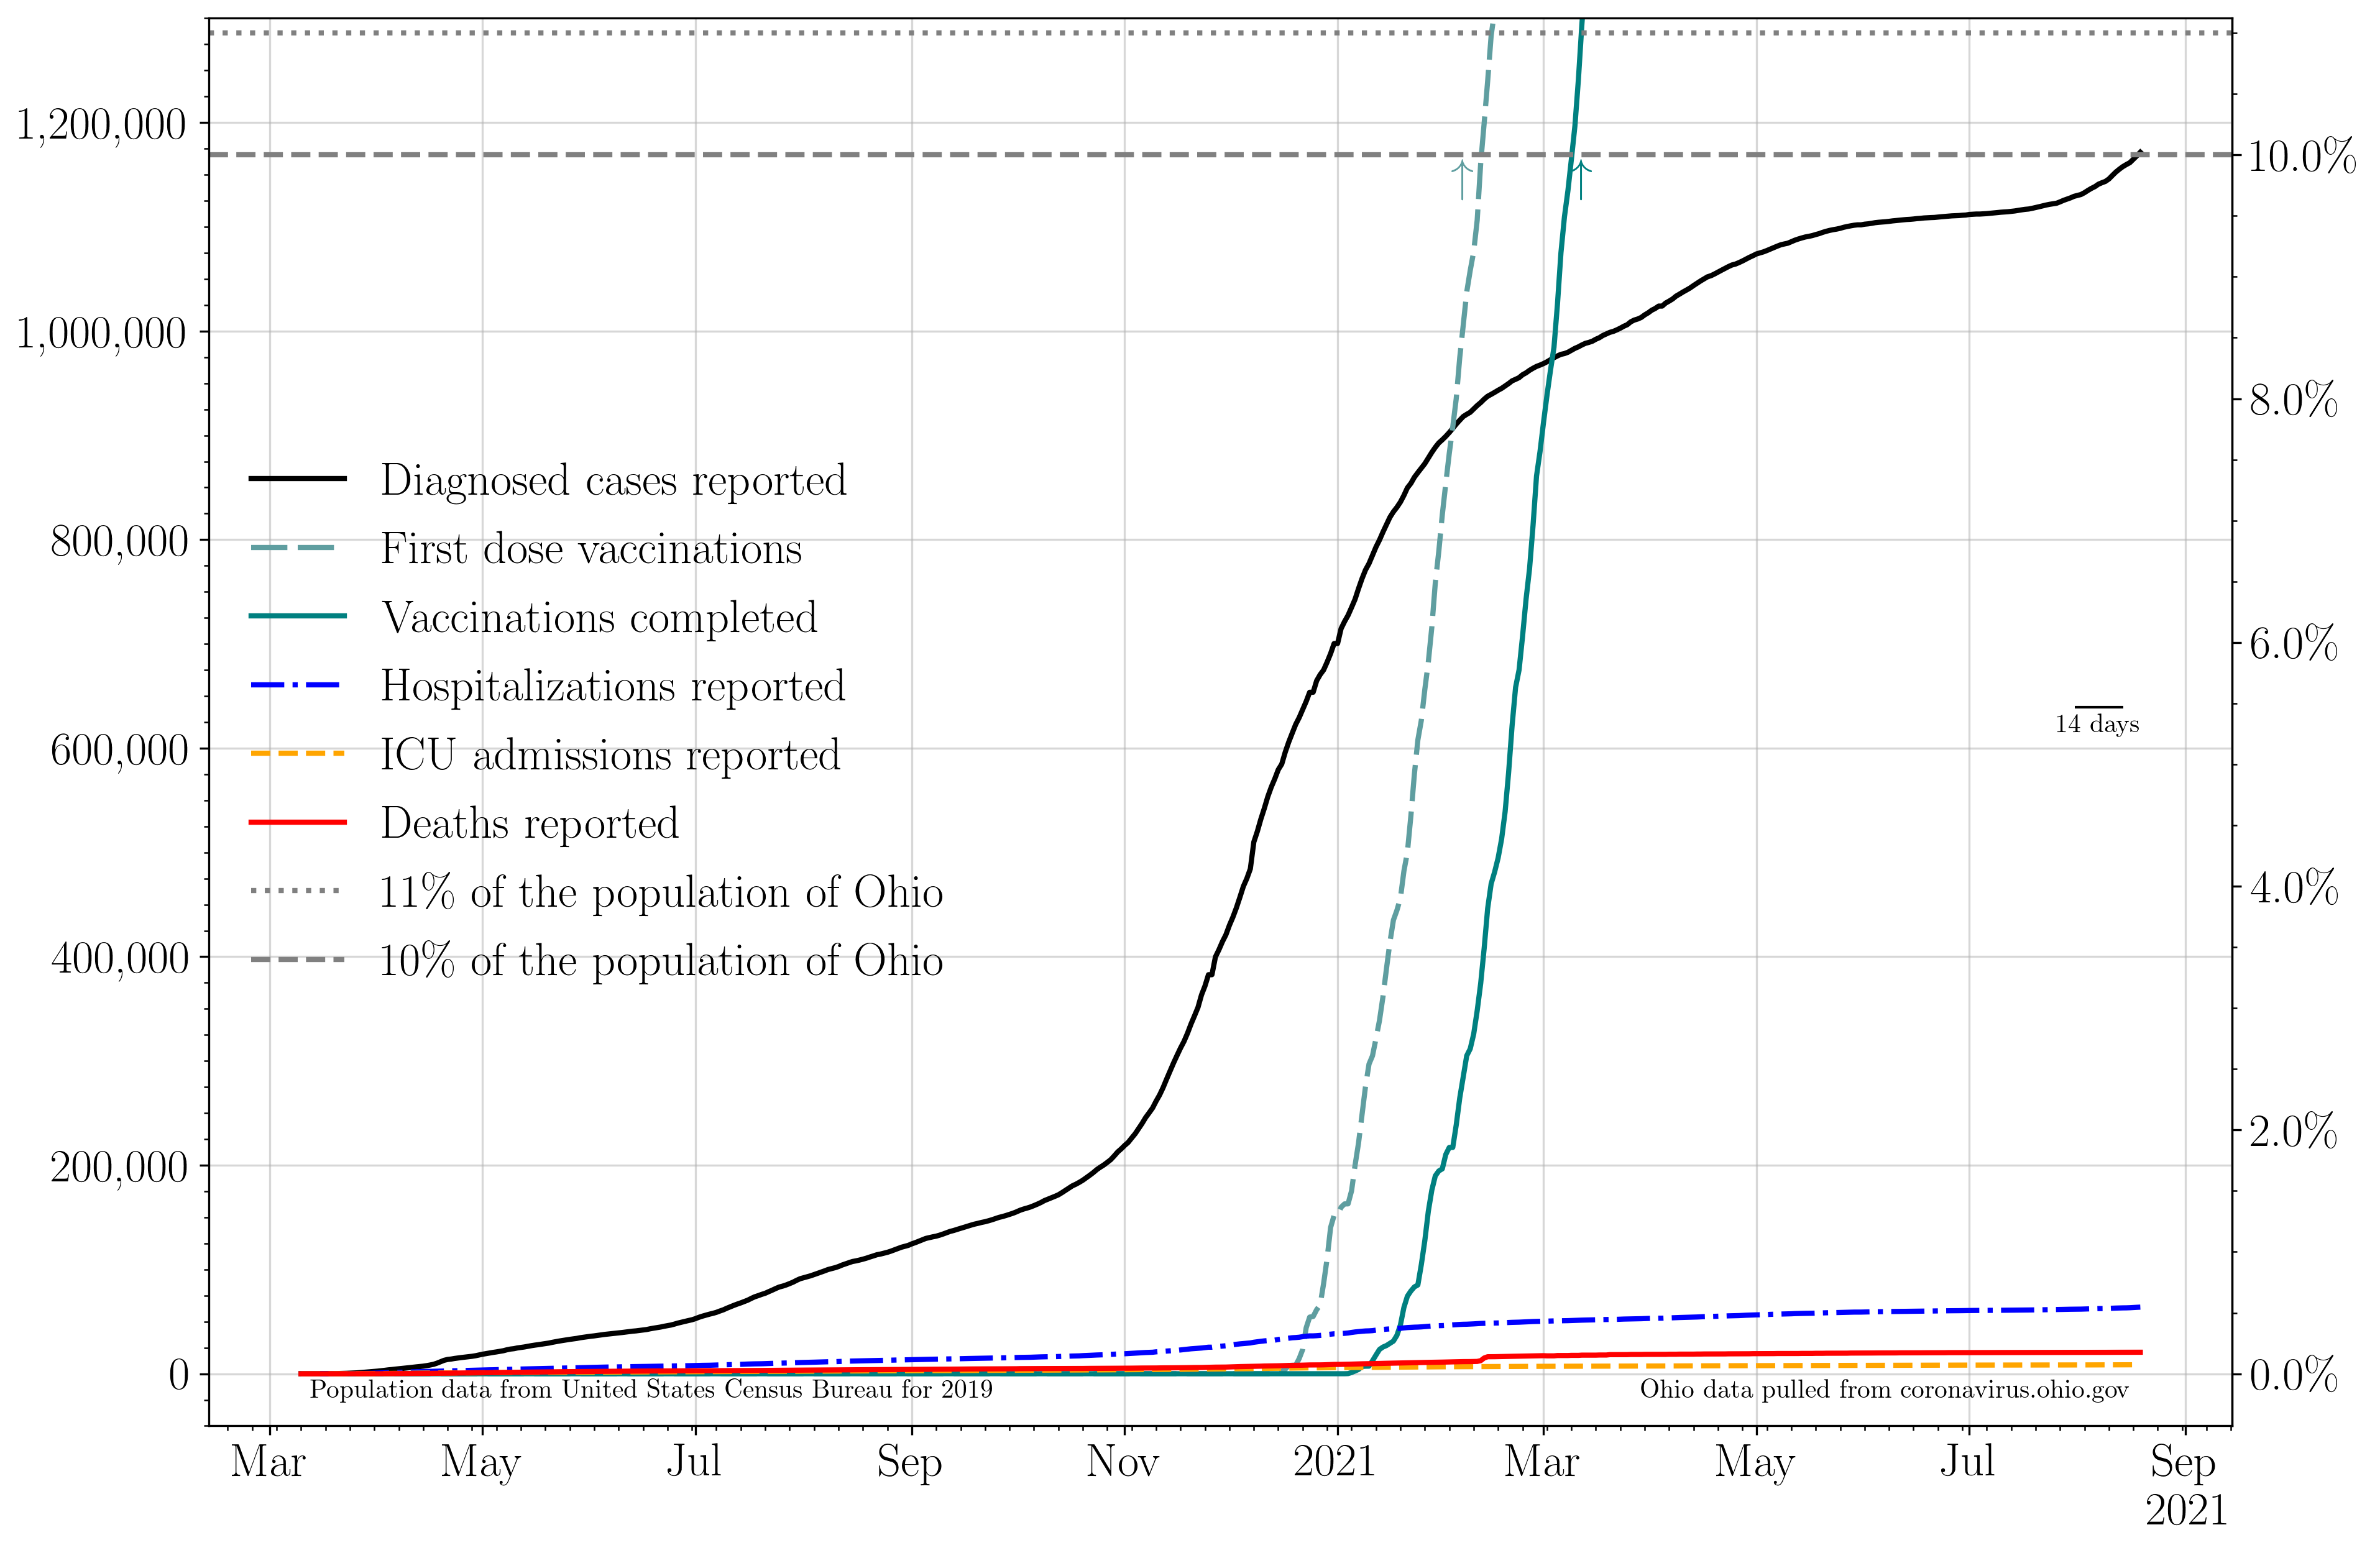 1,200,000
1,000,000
800,000
600,000
400,000
200,000
0
10.0%
8.0%
6.0%
4.0%
2.0%
0.0%
Diagnosed cases reported
First dose vaccinations
Vaccinations completed
Hospitalizations reported
ICU admissions reported
Deaths reported
11% of the population of Ohio
10% of the population of Ohio
14 days
Population data from United States Census Bureau for 2019
Ohio data pulled from coronavirus.ohio.gov
Mar May Jul Sep Nov 2021 Mar May Jul Sep
2021